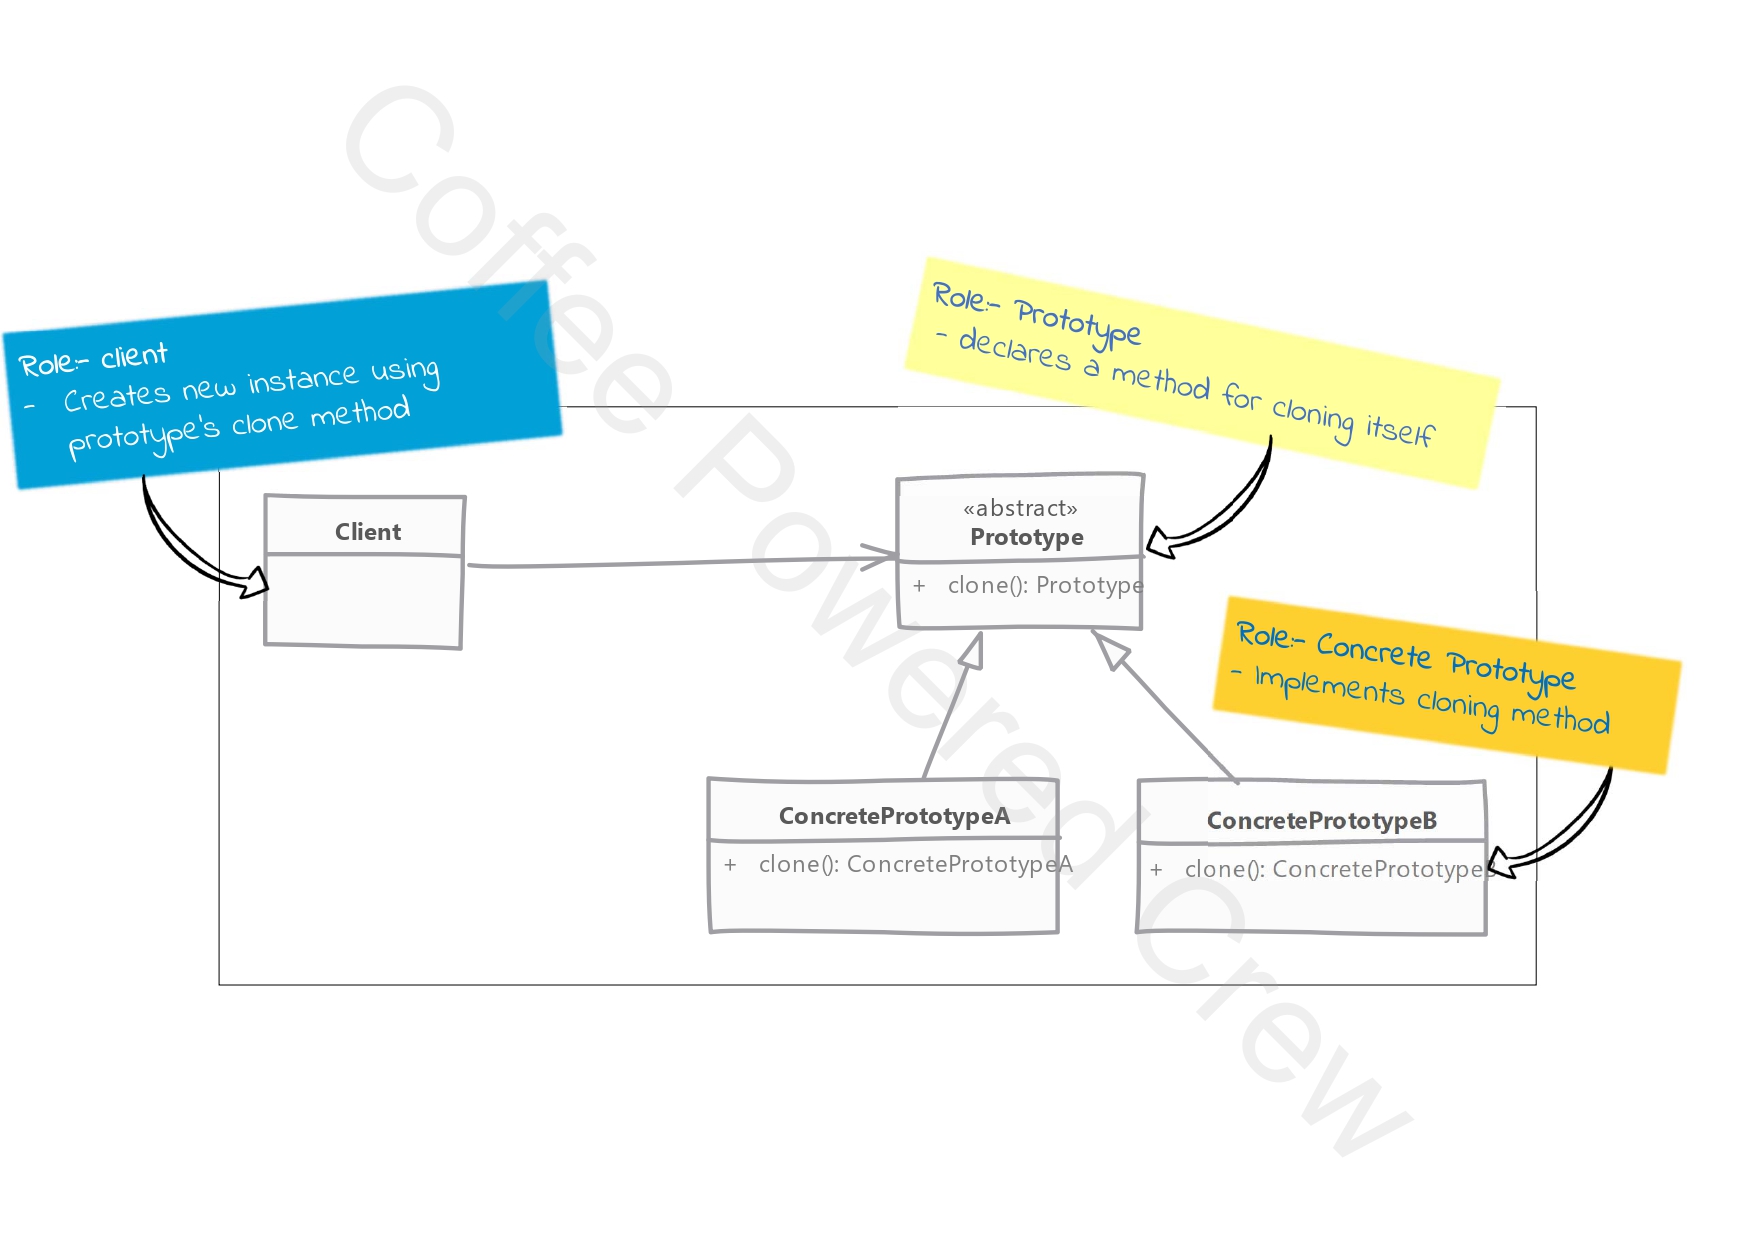 Coffee Powered Crew
Role:- client
- Creates new instance using
prototype's clone method
Role:- Prototype
- declares a method for cloning itself
Client
«abstract»
Prototype
+ clone(): Prototype
Role:- Concrete Prototype
- Implements cloning method
ConcretePrototypeA
+ clone(): ConcretePrototypeA
ConcretePrototypeB
+ clone(): ConcretePrototypeB